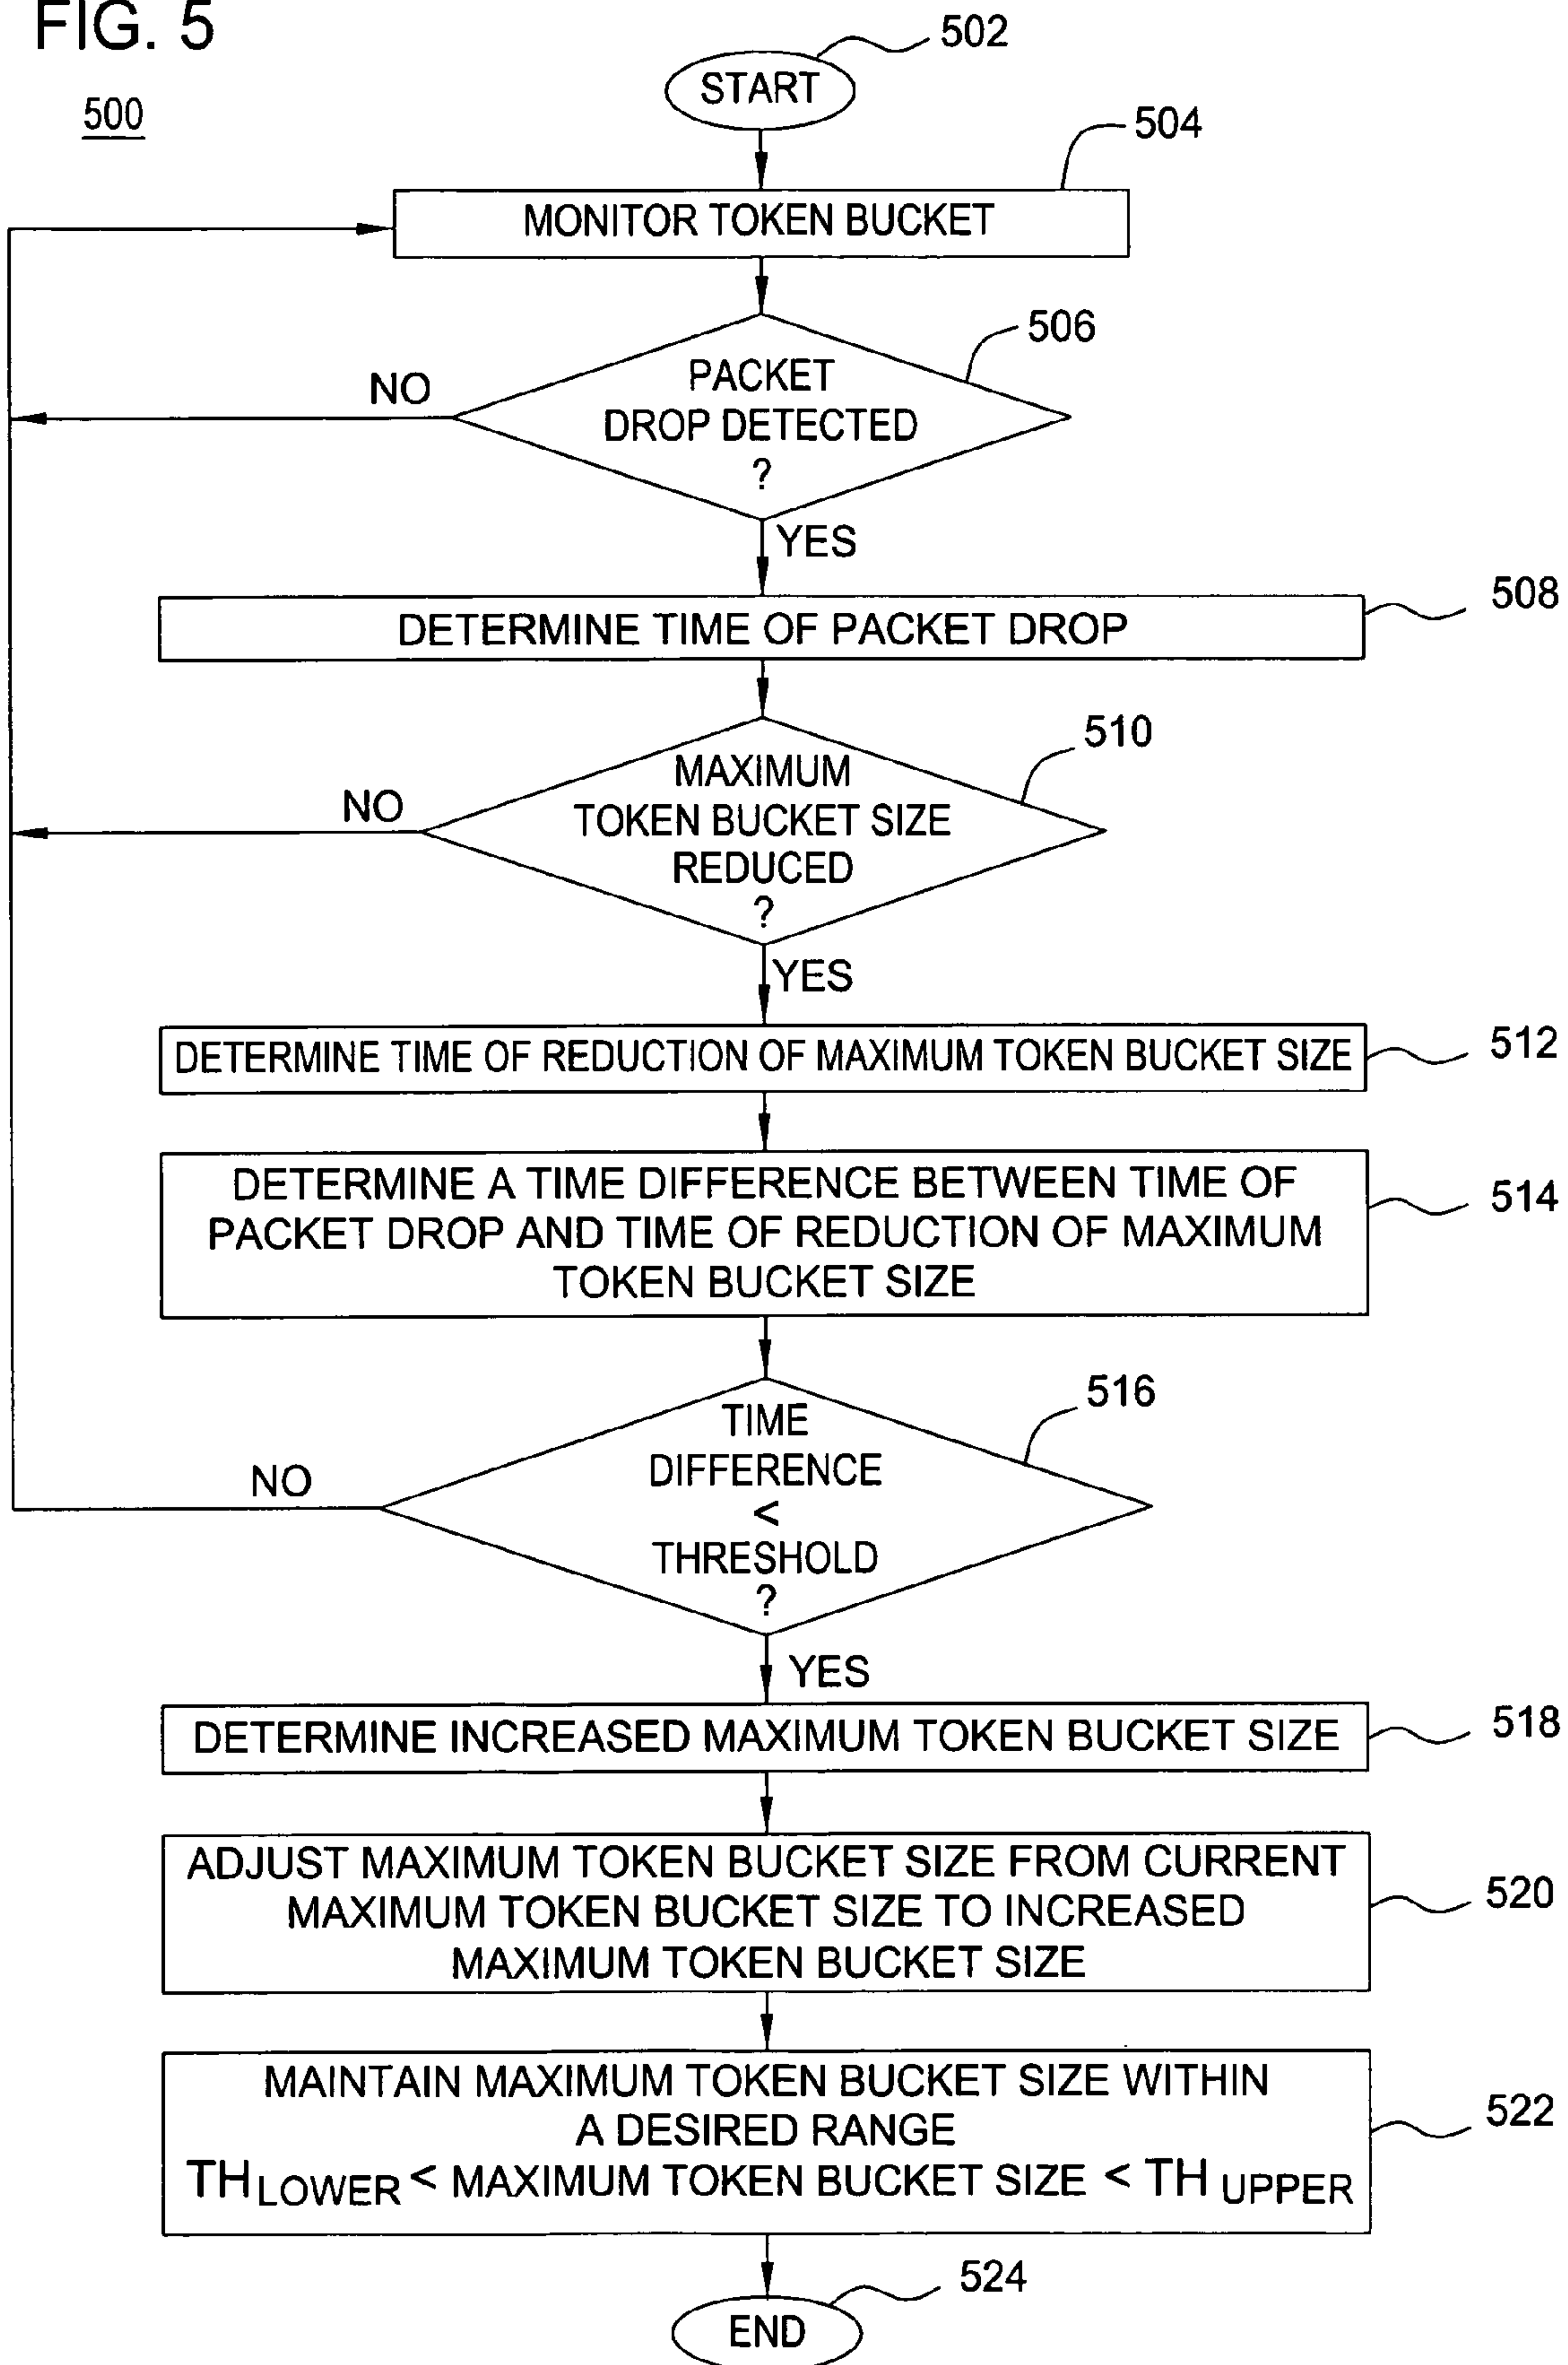 FIG. 5
500
START
502
504
MONITOR TOKEN BUCKET
506
PACKET
DROP DETECTED
?
NO
YES
508
DETERMINE TIME OF PACKET DROP
510
MAXIMUM
TOKEN BUCKET SIZE
REDUCED
?
NO
YES
DETERMINE TIME OF REDUCTION OF MAXIMUM TOKEN BUCKET SIZE
512
DETERMINE A TIME DIFFERENCE BETWEEN TIME OF
PACKET DROP AND TIME OF REDUCTION OF MAXIMUM
TOKEN BUCKET SIZE
514
516
TIME
DIFFERENCE
<
THRESHOLD
?
NO
YES
DETERMINE INCREASED MAXIMUM TOKEN BUCKET SIZE
518
ADJUST MAXIMUM TOKEN BUCKET SIZE FROM CURRENT
MAXIMUM TOKEN BUCKET SIZE TO INCREASED
MAXIMUM TOKEN BUCKET SIZE
520
MAINTAIN MAXIMUM TOKEN BUCKET SIZE WITHIN
A DESIRED RANGE
TH LOWER < MAXIMUM TOKEN BUCKET SIZE < TH UPPER
522
524
END